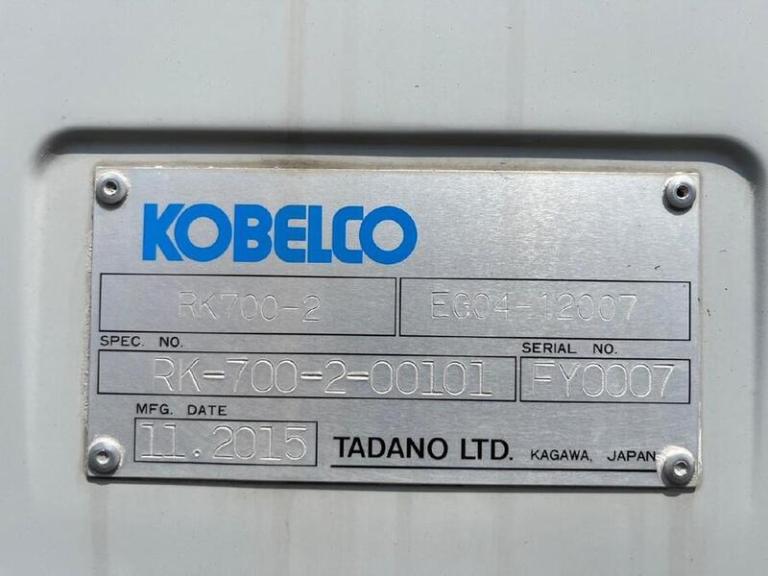 KOBELCO
RK700-2 EG04-12007
SPEC. NO. SERIAL NO.
RK-700-2-00101 FY0007
MFG. DATE
11.2015 TADANO LTD. KAGAWA, JAPAN